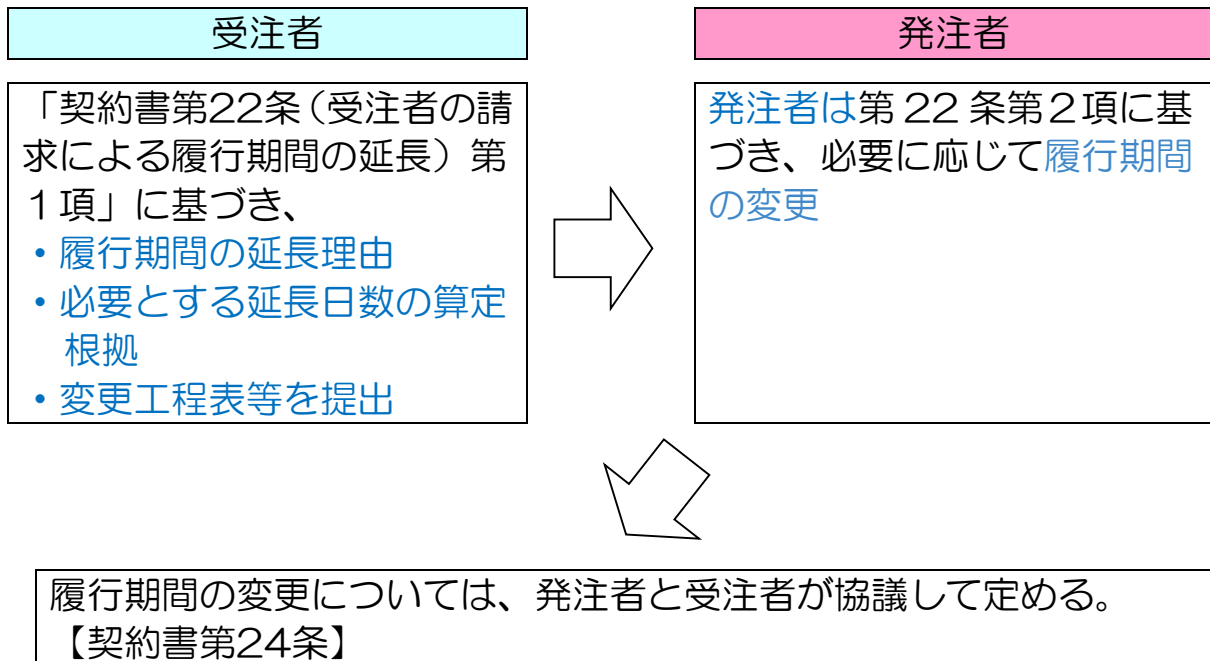 受注者
発注者
「契約書第22条(受注者の請
求による履行期間の延長)第
1項」に基づき、
・履行期間の延長理由
・必要とする延長日数の算定
根拠
・変更工程表等を提出
発注者は第 22 条第2項に基
づき、必要に応じて履行期間
の変更
履行期間の変更については、発注者と受注者が協議して定める。
【契約書第24条】